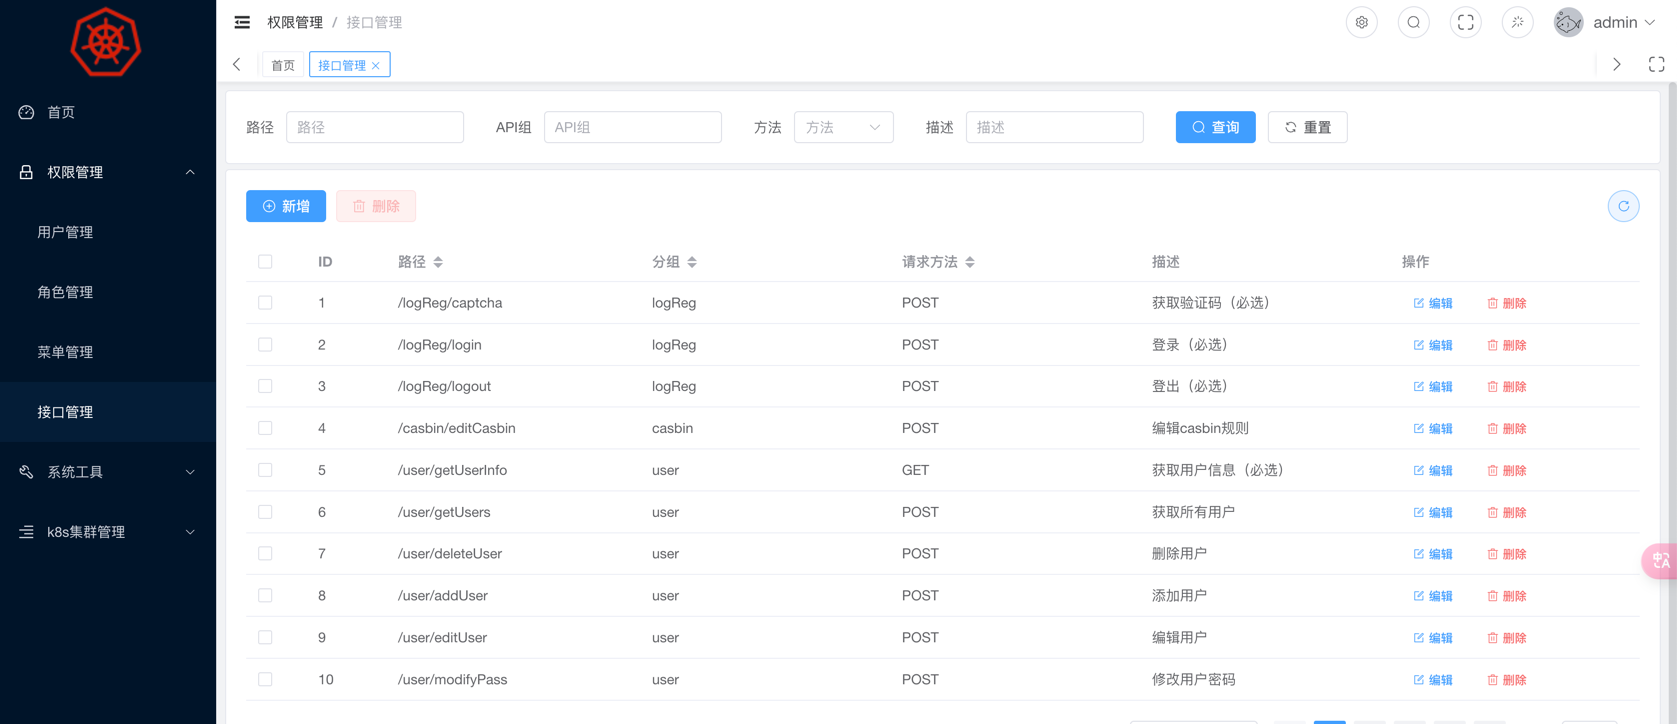 权限管理 / 接口管理
admin
首页 接口管理
首页
权限管理
用户管理
角色管理
菜单管理
接口管理
系统工具
k8s集群管理
路径 路径 API组 API组 方法 方法 描述 描述 查询 重置
新增 删除
ID 路径 分组 请求方法 描述 操作
1 /logReg/captcha logReg POST 获取验证码（必选） 编辑 删除
2 /logReg/login logReg POST 登录（必选） 编辑 删除
3 /logReg/logout logReg POST 登出（必选） 编辑 删除
4 /casbin/editCasbin casbin POST 编辑casbin规则 编辑 删除
5 /user/getUserInfo user GET 获取用户信息（必选） 编辑 删除
6 /user/getUsers user POST 获取所有用户 编辑 删除
7 /user/deleteUser user POST 删除用户 编辑 删除
8 /user/addUser user POST 添加用户 编辑 删除
9 /user/editUser user POST 编辑用户 编辑 删除
10 /user/modifyPass user POST 修改用户密码 编辑 删除